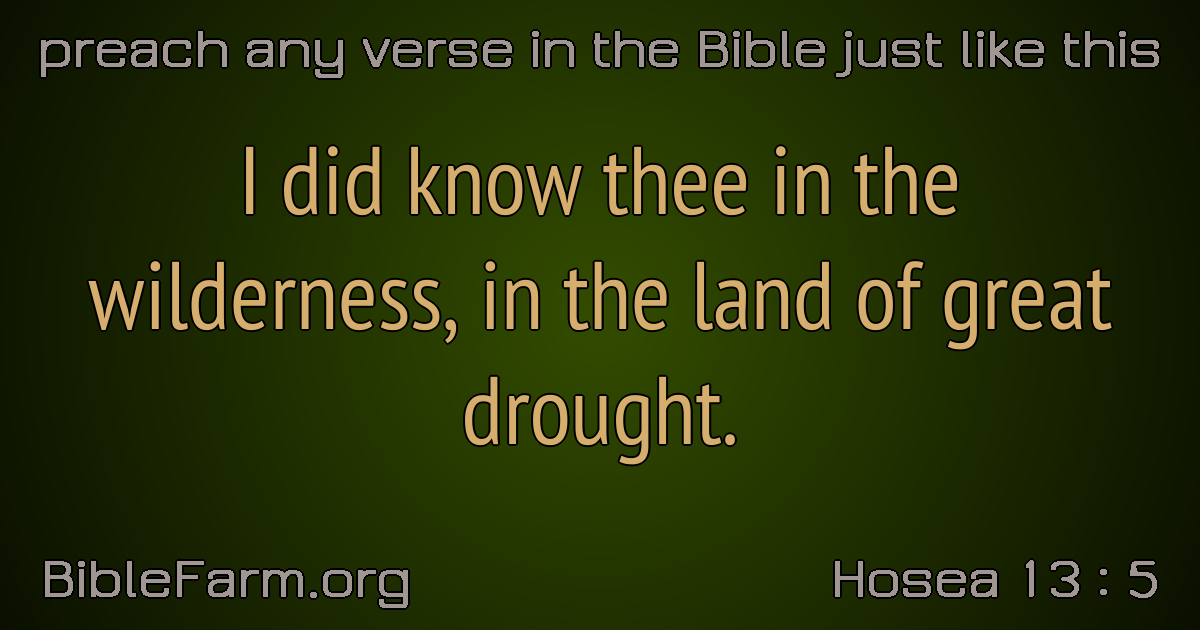 preach any verse in the Bible just like this
I did know thee in the
wilderness, in the land of great
drought.
BibleFarm.org
Hosea 13 : 5